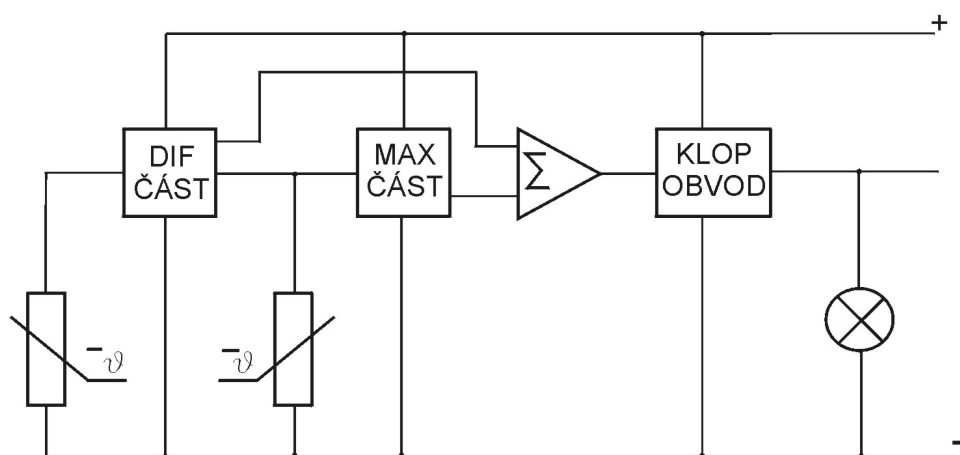 +
DIF
ČÁST
MAX
ČÁST
Σ
KLOP
OBVOD
-ϑ
-ϑ
-